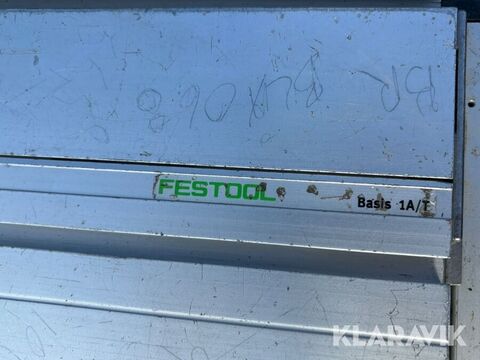 FESTOOL Basis 1A/T
KLARAVIK